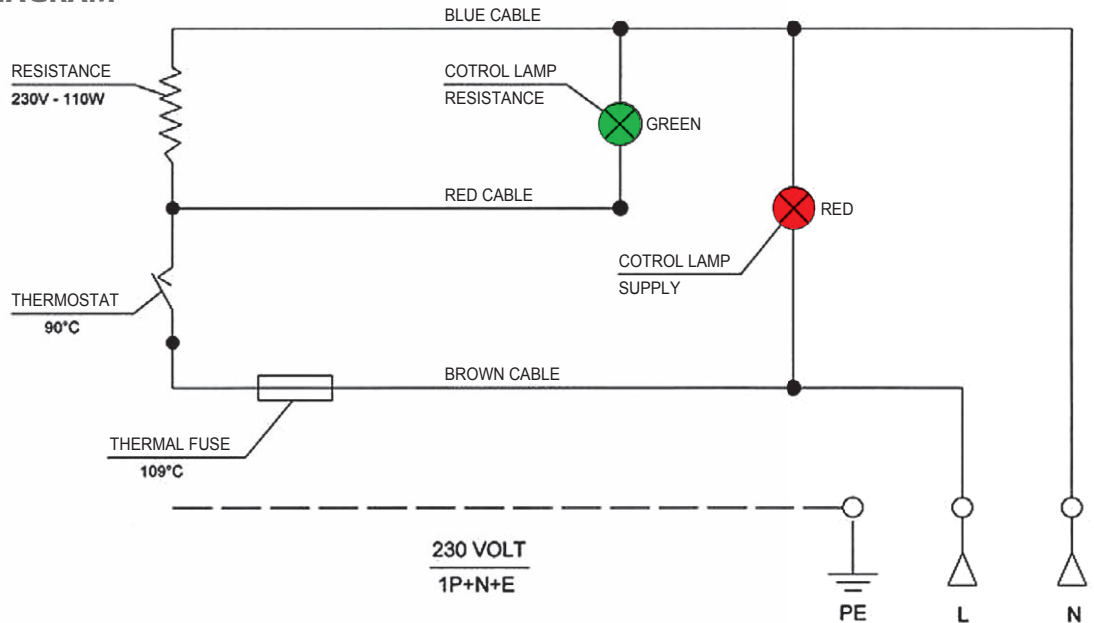 BLUE CABLE
RESISTANCE
230V - 110W
COTROL LAMP
RESISTANCE
GREEN
RED CABLE
RED
COTROL LAMP
SUPPLY
THERMOSTAT
90°C
BROWN CABLE
THERMAL FUSE
109°C
230 VOLT
1P+N+E
PE
L
N